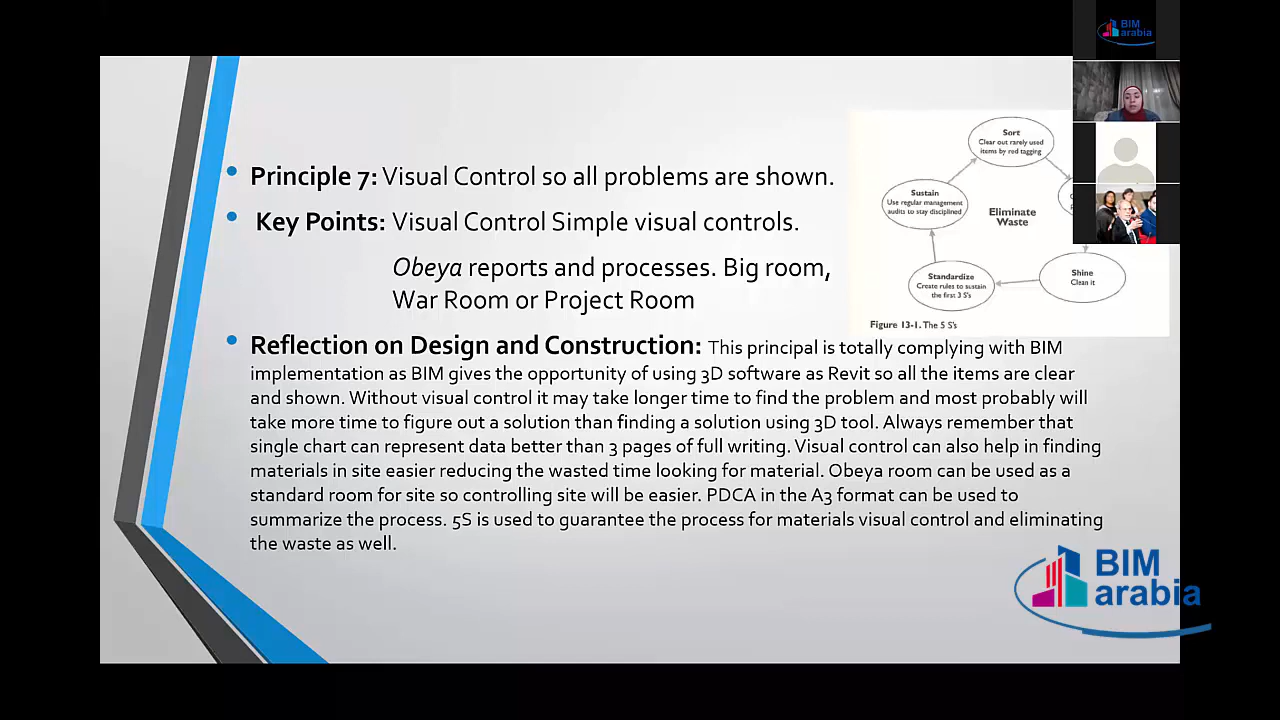 BIM
arabia
Principle 7: Visual Control so all problems are shown.
Key Points: Visual Control Simple visual controls.
Obeya reports and processes. Big room,
War Room or Project Room
Sort
Clear out rarely used
items by red tagging
Sustain
Use regular management
audits to stay disciplined
Eliminate
Waste
Standardize
Create rules to sustain
the first 3 S's
Shine
Clean it
Figure 13-1. The 5 S's
Reflection on Design and Construction: This principal is totally complying with BIM
implementation as BIM gives the opportunity of using 3D software as Revit so all the items are clear
and shown. Without visual control it may take longer time to find the problem and most probably will
take more time to figure out a solution than finding a solution using 3D tool. Always remember that
single chart can represent data better than 3 pages of full writing. Visual control can also help in finding
materials in site easier reducing the wasted time looking for material. Obeya room can be used as a
standard room for site so controlling site will be easier. PDCA in the A3 format can be used to
summarize the process. 5S is used to guarantee the process for materials visual control and eliminating
the waste as well.
BIM
arabia